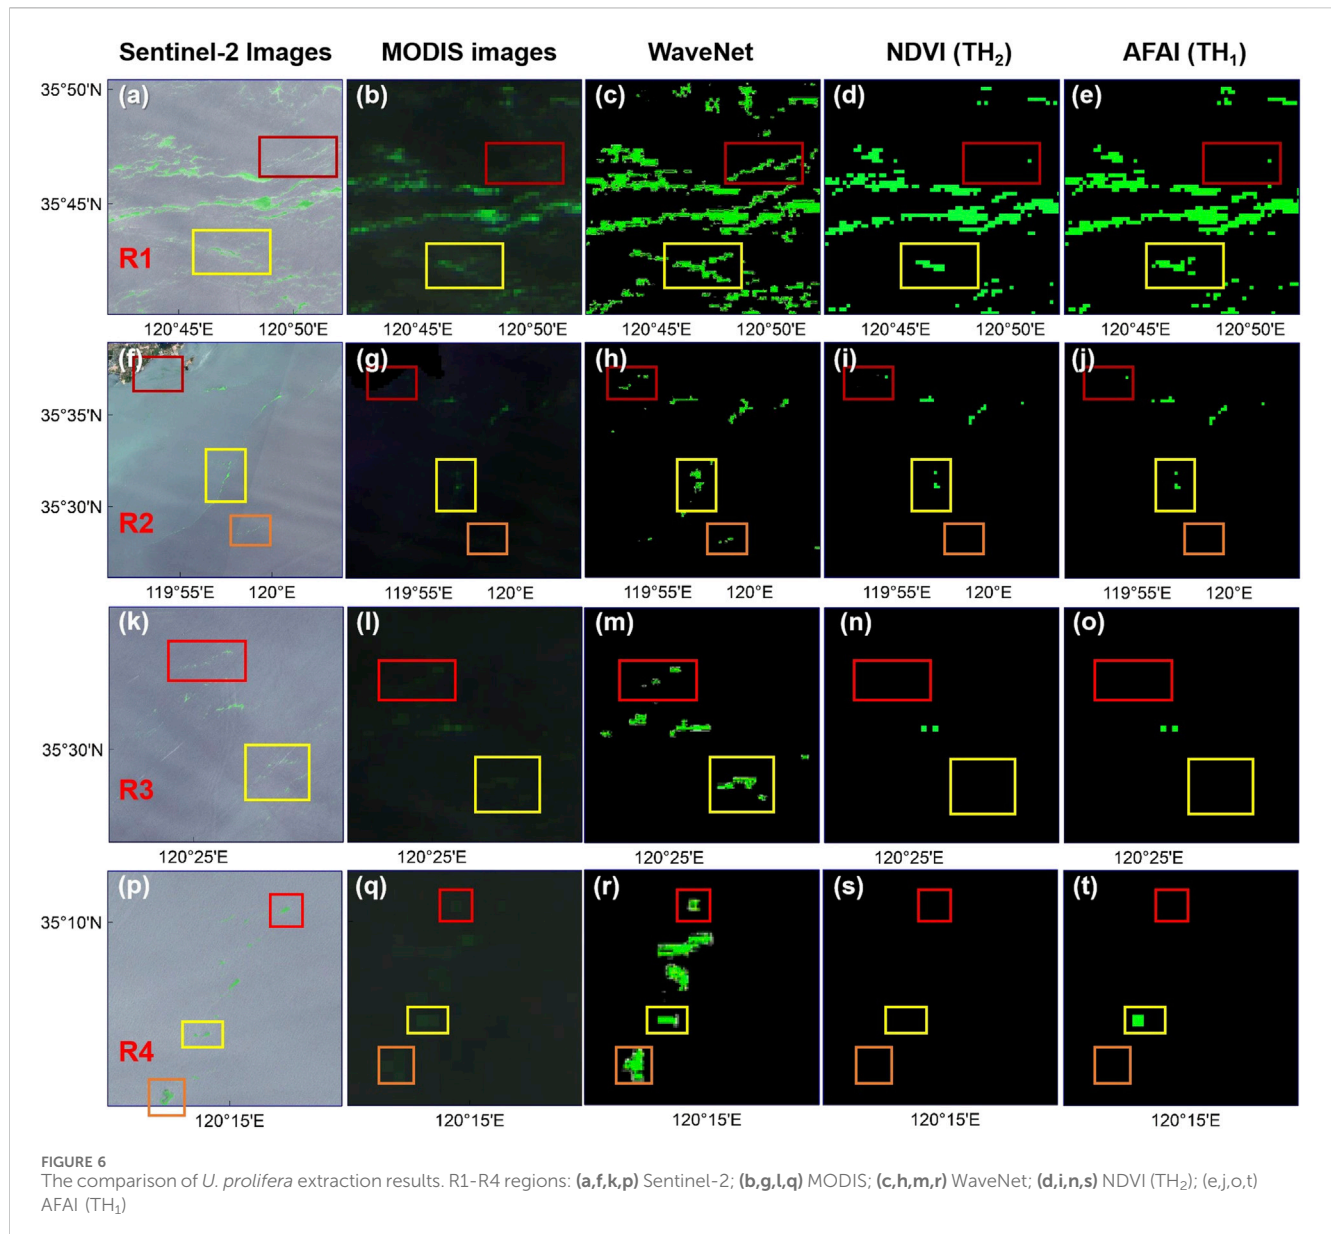 Sentinel-2 Images MODIS images WaveNet NDVI (TH₂) AFAI (TH₁)
35°50'N (a) (b) (c) (d) (e)
35°45'N
R1
120°45'E 120°50'E 120°45'E 120°50'E 120°45'E 120°50'E 120°45'E 120°50'E 120°45'E 120°50'E
(f) (g) (h) (i) (j)
35°35'N
35°30'N
R2
119°55'E 120°E 119°55'E 120°E 119°55'E 120°E 119°55'E 120°E 119°55'E 120°E
(k) (l) (m) (n) (o)
35°30'N
R3
120°25'E 120°25'E 120°25'E 120°25'E 120°25'E
(p) (q) (r) (s) (t)
35°10'N
R4
120°15'E 120°15'E 120°15'E 120°15'E 120°15'E
FIGURE 6
The comparison of U. prolifera extraction results. R1-R4 regions: (a,f,k,p) Sentinel-2; (b,g,l,q) MODIS; (c,h,m,r) WaveNet; (d,i,n,s) NDVI (TH₂); (e,j,o,t)
AFAI (TH₁)